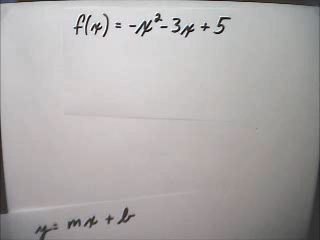 f(x) = -x² - 3x + 5
y = mx + b